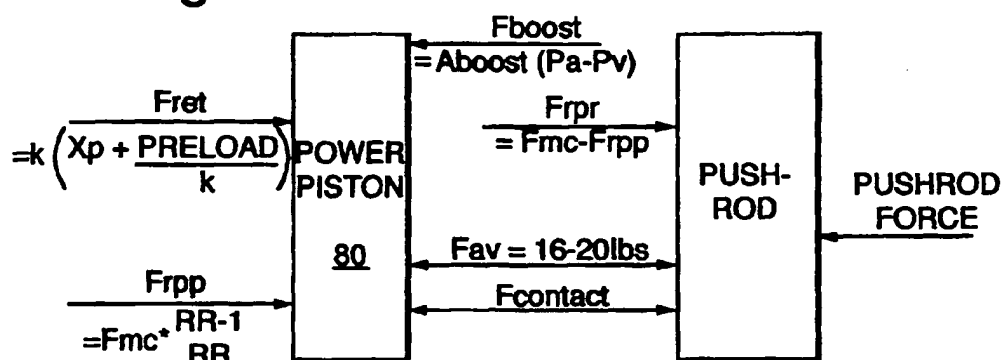 Fboost
= Aboost (Pa-Pv)
Fret
=k (Xp + PRELOAD/k)
POWER
PISTON
80
Frpr
= Fmc-Frpp
PUSH-
ROD
PUSHROD
FORCE
Fav = 16-20lbs
Fcontact
Frpp
=Fmc* RR-1/RR